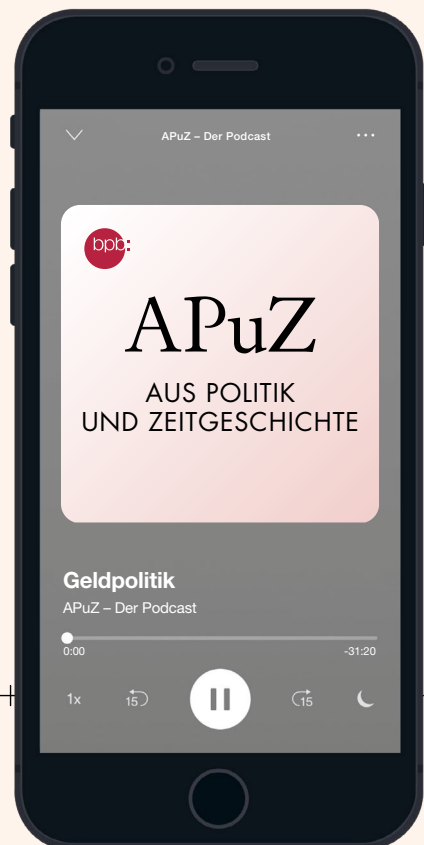 APuZ – Der Podcast
bpb:
APuZ
AUS POLITIK
UND ZEITGESCHICHTE
Geldpolitik
APuZ – Der Podcast
0:00 -31:20
1x 15 15